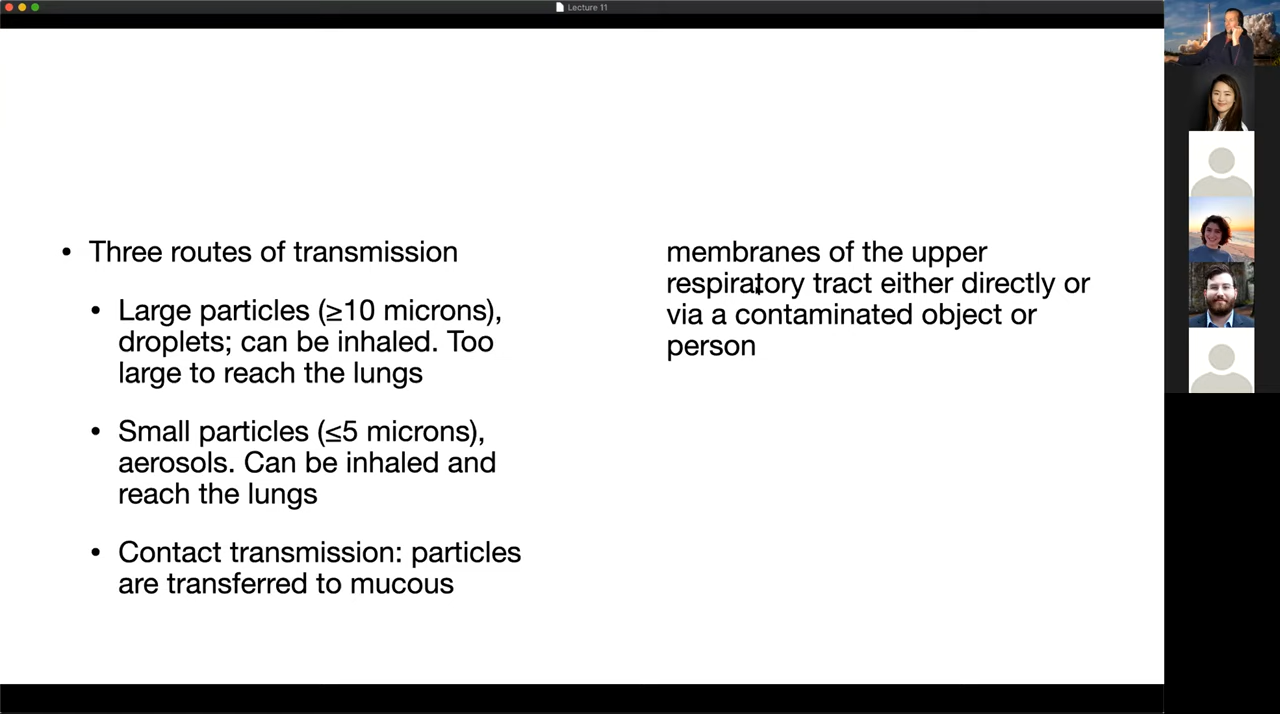 Lecture 11
• Three routes of transmission
• Large particles (≥10 microns),
droplets; can be inhaled. Too
large to reach the lungs
• Small particles (≤5 microns),
aerosols. Can be inhaled and
reach the lungs
• Contact transmission: particles
are transferred to mucous
membranes of the upper
respiratory tract either directly or
via a contaminated object or
person